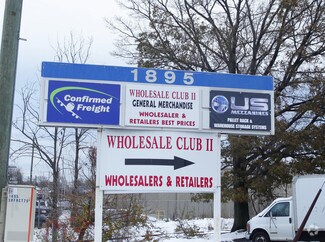 1895
Confirmed
Freight
WHOLESALE CLUB II
GENERAL MERCHANDISE
WHOLESALER &
RETAILERS BEST PRICES
US
MEZZANINES
PALLET RACK &
WAREHOUSE STORAGE SYSTEMS
WHOLESALE CLUB II
WHOLESALERS & RETAILERS